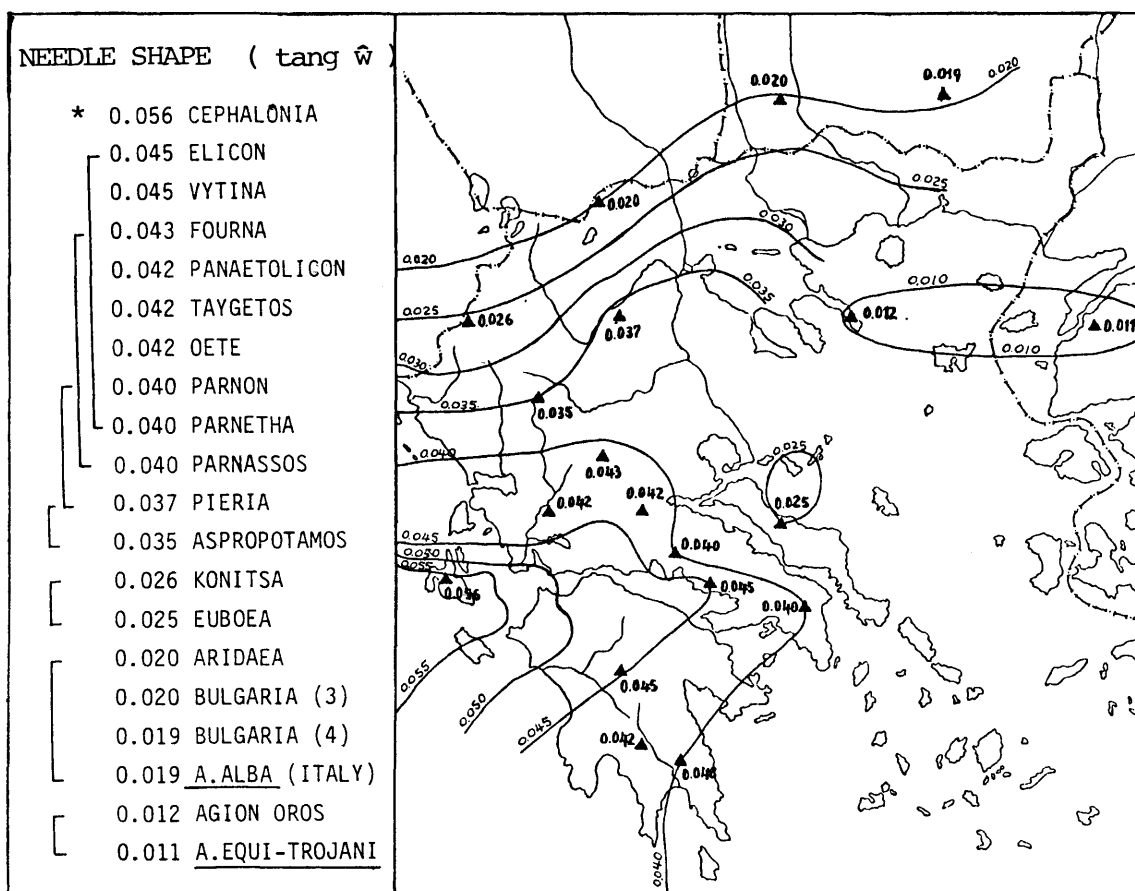 NEEDLE SHAPE ( tang ŵ )
* 0.056 CEPHALONIA
0.045 ELICON
0.045 VYTINA
0.043 FOURNA
0.042 PANAETOLICON
0.042 TAYGETOS
0.042 OETE
0.040 PARNON
0.040 PARNETHA
0.040 PARNASSOS
0.037 PIERIA
0.035 ASPROPOTAMOS
0.026 KONITSA
0.025 EUBOEA
0.020 ARIDAEA
0.020 BULGARIA (3)
0.019 BULGARIA (4)
0.019 A.ALBA (ITALY)
0.012 AGION OROS
0.011 A.EQUI-TROJANI
0.020
0.019
0.020
0.020
0.025
0.030
0.020
0.010
0.035
0.025
0.026
0.037
0.012
0.011
0.010
0.030
0.035
0.035
0.040
0.025
0.043
0.042
0.042
0.025
0.045
0.050
0.055
0.040
0.056
0.045
0.040
0.055
0.045
0.050
0.045
0.042
0.040
0.040